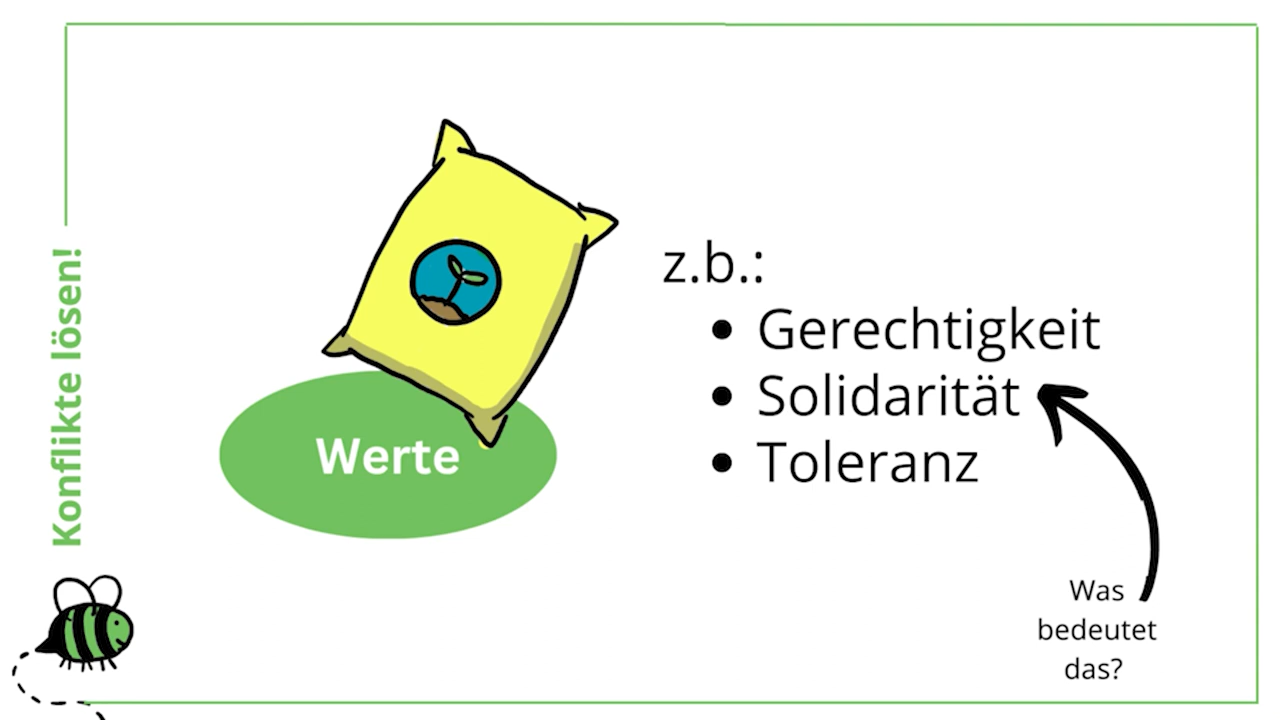 Konflikte lösen!
Werte
z.b.:
• Gerechtigkeit
• Solidarität
• Toleranz
Was
bedeutet
das?